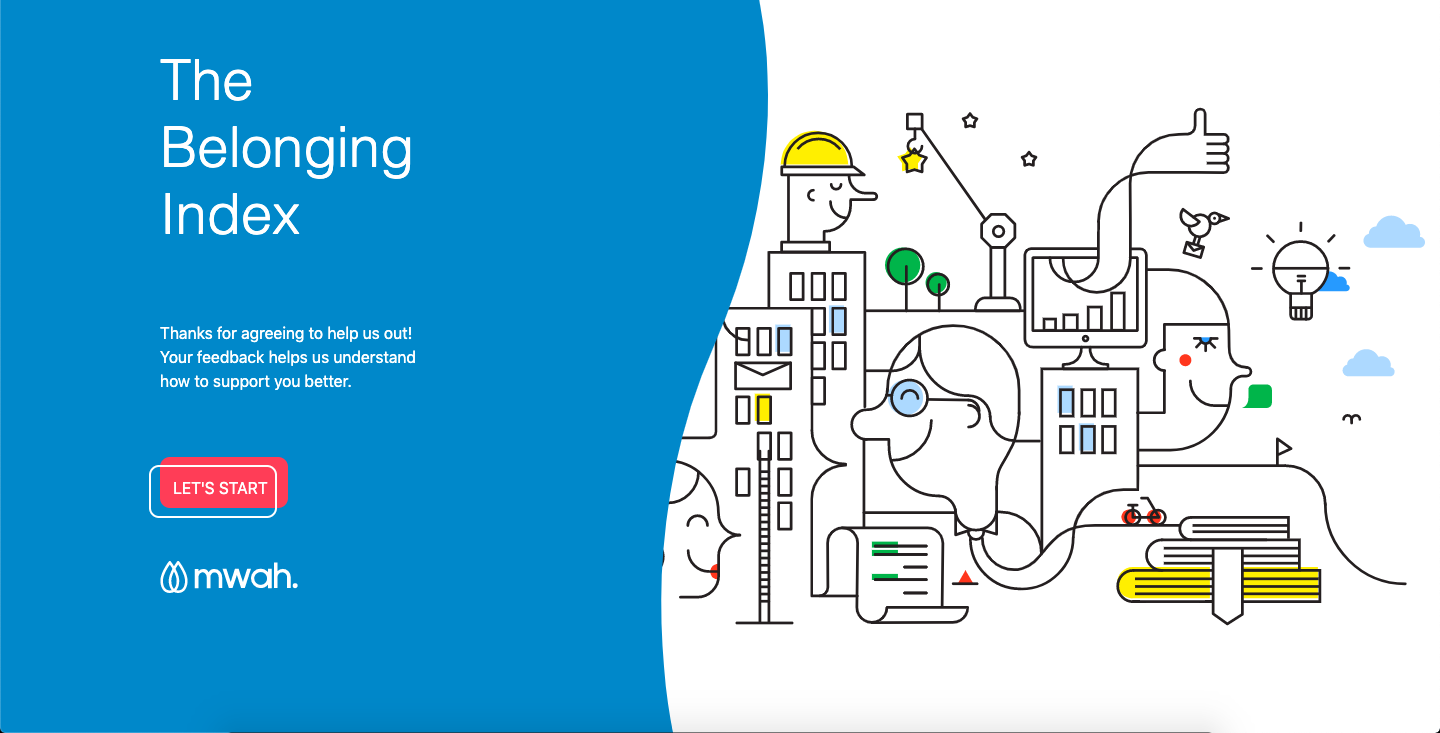 The
Belonging
Index
Thanks for agreeing to help us out!
Your feedback helps us understand
how to support you better.
LET'S START
mwah.